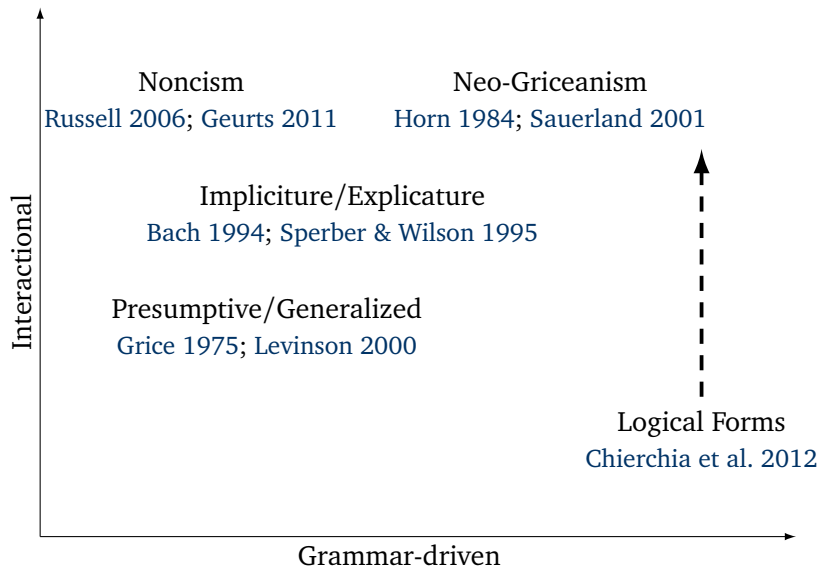 Noncism
Russell 2006; Geurts 2011
Neo-Griceanism
Horn 1984; Sauerland 2001
Impliciture/Explicature
Bach 1994; Sperber & Wilson 1995
Presumptive/Generalized
Grice 1975; Levinson 2000
Logical Forms
Chierchia et al. 2012
Interactional
Grammar-driven